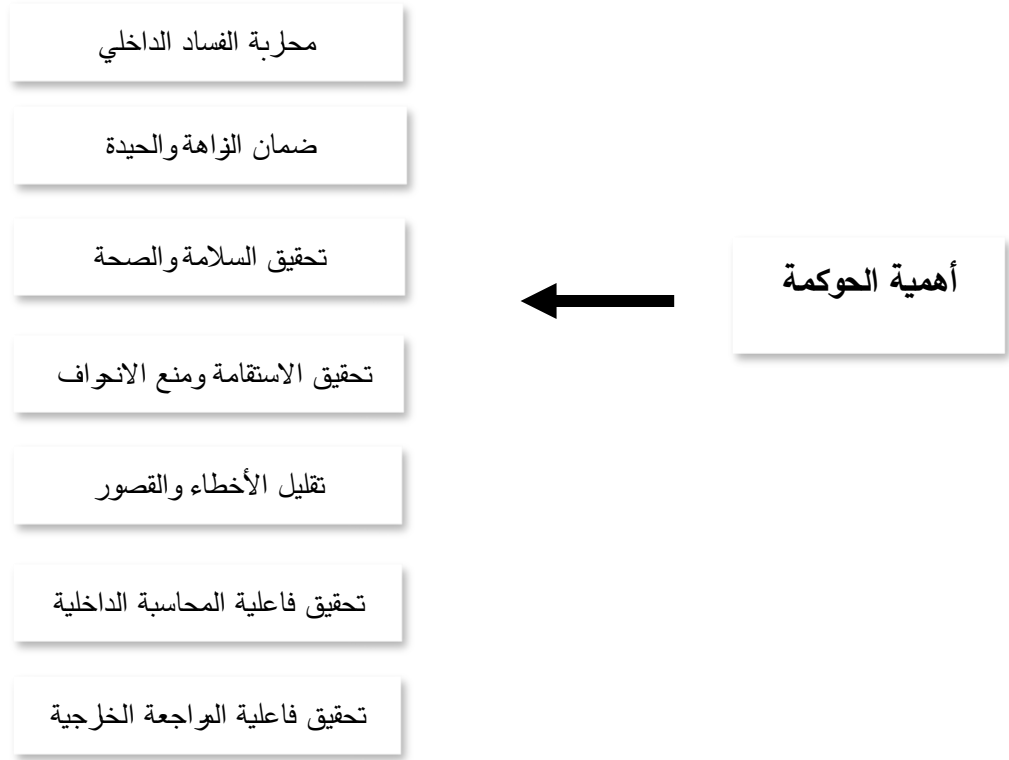 أهمية الحوكمة
محاربة الفساد الداخلي
ضمان النزاهة والحيدة
تحقيق السلامة والصحة
تحقيق الاستقامة ومنع الانحراف
تقليل الأخطاء والقصور
تحقيق فاعلية المحاسبة الداخلية
تحقيق فاعلية المراجعة الخارجية